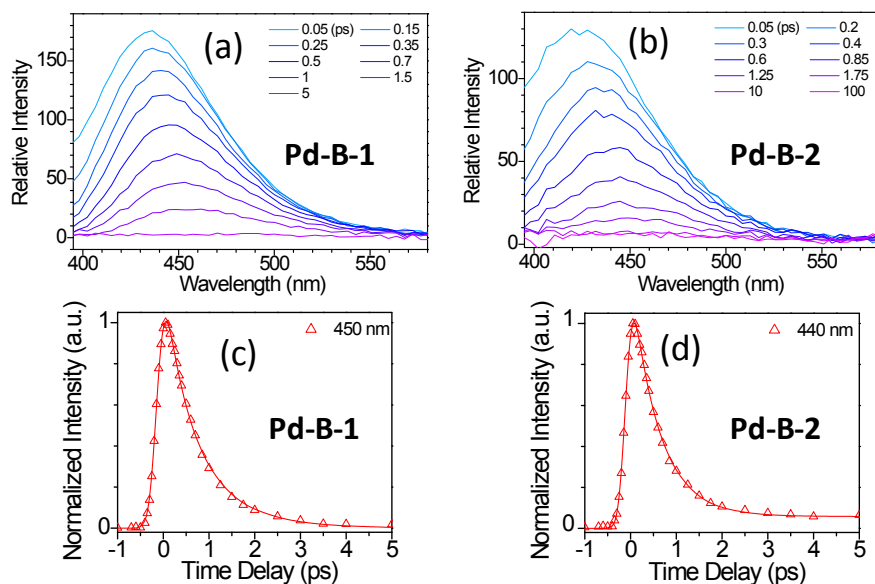 (a)
0.05 (ps) 0.15
0.25 0.35
0.5 0.7
1 1.5
5
Pd-B-1
Relative Intensity
150
100
50
0
400 450 500 550
Wavelength (nm)
(b)
0.05 (ps) 0.2
0.3 0.4
0.6 0.85
1.25 1.75
10 100
Pd-B-2
Relative Intensity
100
50
0
400 450 500 550
Wavelength (nm)
(c)
450 nm
Pd-B-1
Normalized Intensity (a.u.)
1
0
-1 0 1 2 3 4 5
Time Delay (ps)
(d)
440 nm
Pd-B-2
Normalized Intensity (a.u.)
1
0
-1 0 1 2 3 4 5
Time Delay (ps)